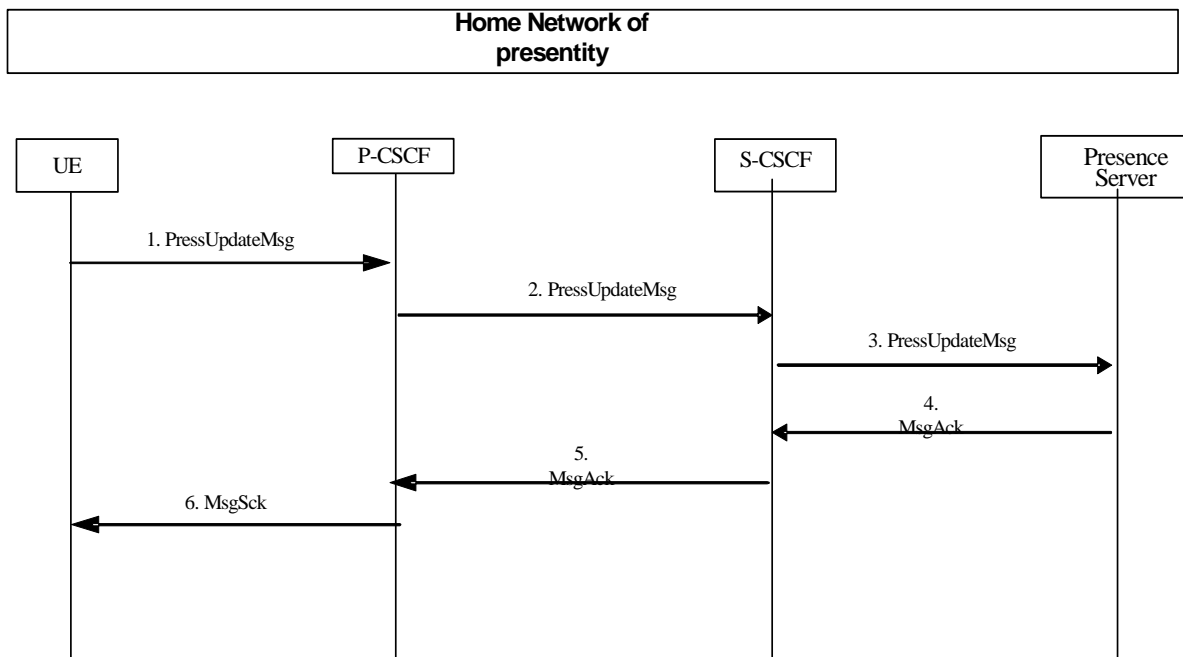 Home Network of
presentity
UE
P-CSCF
S-CSCF
Presence
Server
1. PressUpdateMsg
2. PressUpdateMsg
3. PressUpdateMsg
4.
MsgAck
5.
MsgAck
6. MsgSck